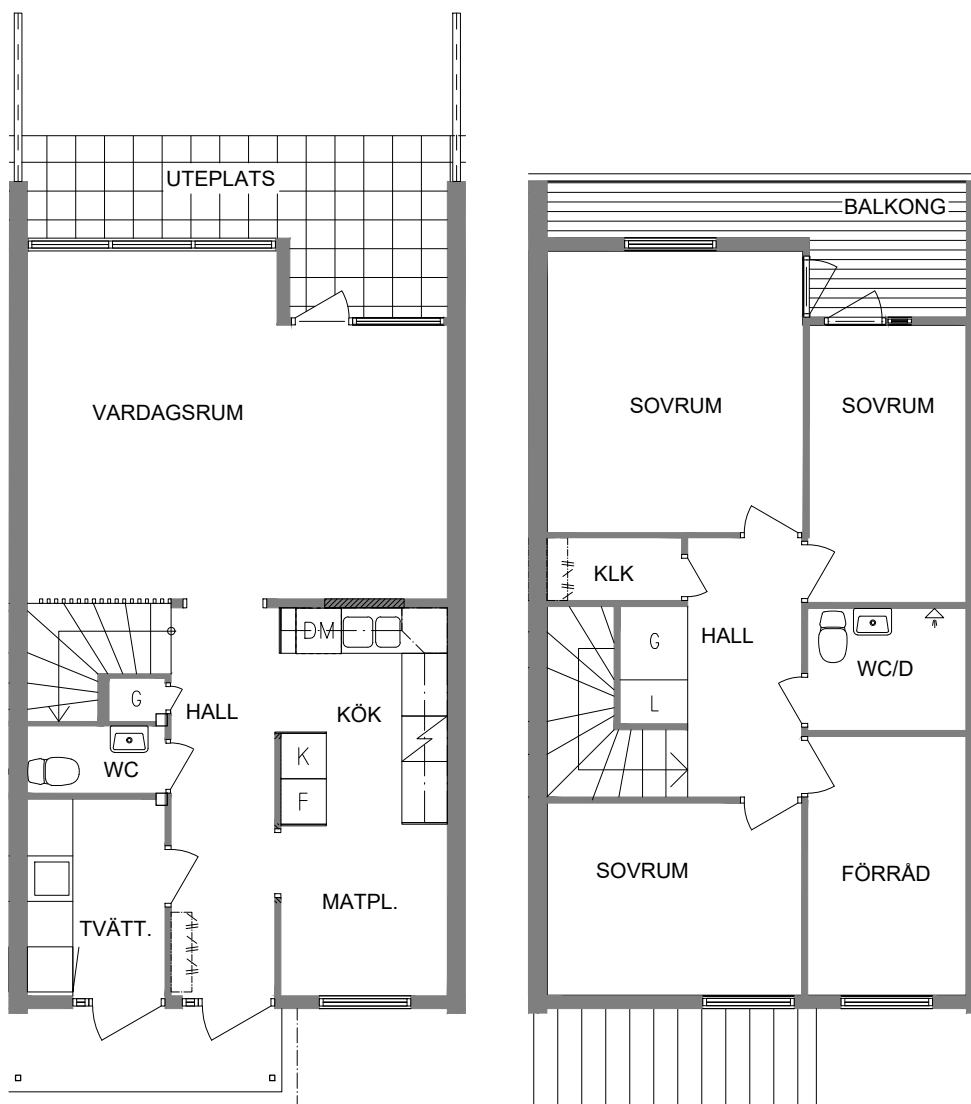 UTEPLATS
VARDAGSRUM
DM
G
HALL
KÖK
K
WC
F
MATPL.
TVÄTT.
BALKONG
SOVRUM
SOVRUM
KLK
HALL
G
WC/D
L
SOVRUM
FÖRRÅD